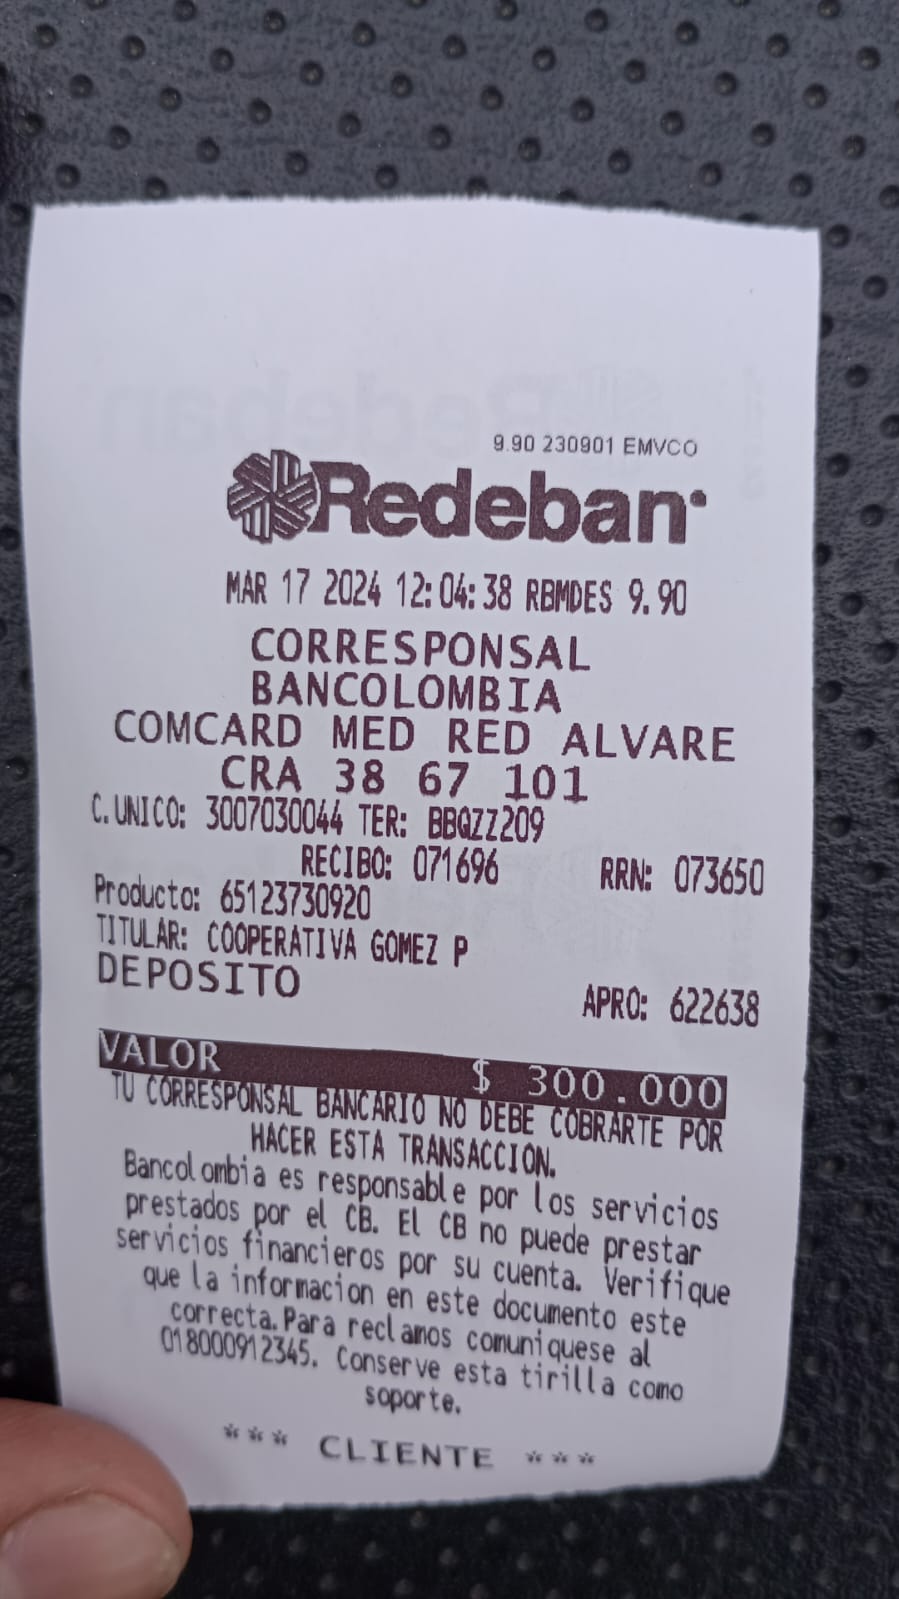 9.90 230901 EMVCO
Redeban
MAR 17 2024 12:04:38 RBMDES 9.90
CORRESPONSAL
BANCOLOMBIA
COMCARD MED RED ALVARE
CRA 38 67 101
C.UNICO: 3007030044 TER: BBQZZ209
RECIBO: 071696 RRN: 073650
Producto: 65123730920
TITULAR: COOPERATIVA GOMEZ P
DEPOSITO APRO: 622638
VALOR $ 300.000
TU CORRESPONSAL BANCARIO NO DEBE COBRARTE POR
HACER ESTA TRANSACCION.
Bancolombia es responsable por los servicios
prestados por el CB. El CB no puede prestar
servicios financieros por su cuenta. Verifique
que la informacion en este documento este
correcta.Para reclamos comuniquese al
018000912345. Conserve esta tirilla como
soporte.
*** CLIENTE ***